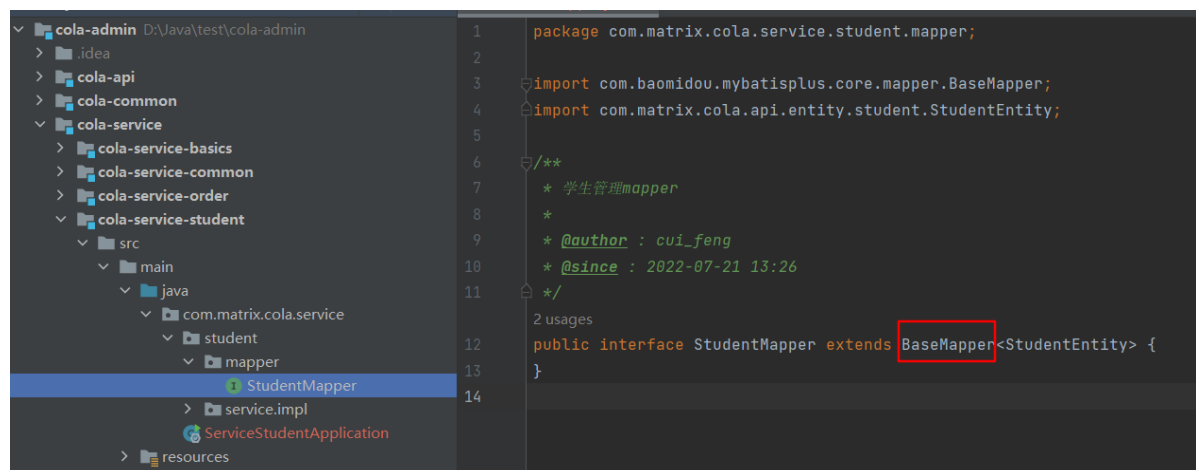 cola-admin D:\Java\test\cola-admin
.idea
cola-api
cola-common
cola-service
cola-service-basics
cola-service-common
cola-service-order
cola-service-student
src
main
java
com.matrix.cola.service
student
mapper
StudentMapper
service.impl
ServiceStudentApplication
resources
1 package com.matrix.cola.service.student.mapper;
2
3 import com.baomidou.mybatisplus.core.mapper.BaseMapper;
4 import com.matrix.cola.api.entity.student.StudentEntity;
5
6 /**
7 * 学生管理mapper
8 *
9 * @author : cui_feng
10 * @since : 2022-07-21 13:26
11 */
2 usages
12 public interface StudentMapper extends BaseMapper<StudentEntity> {
13 }
14